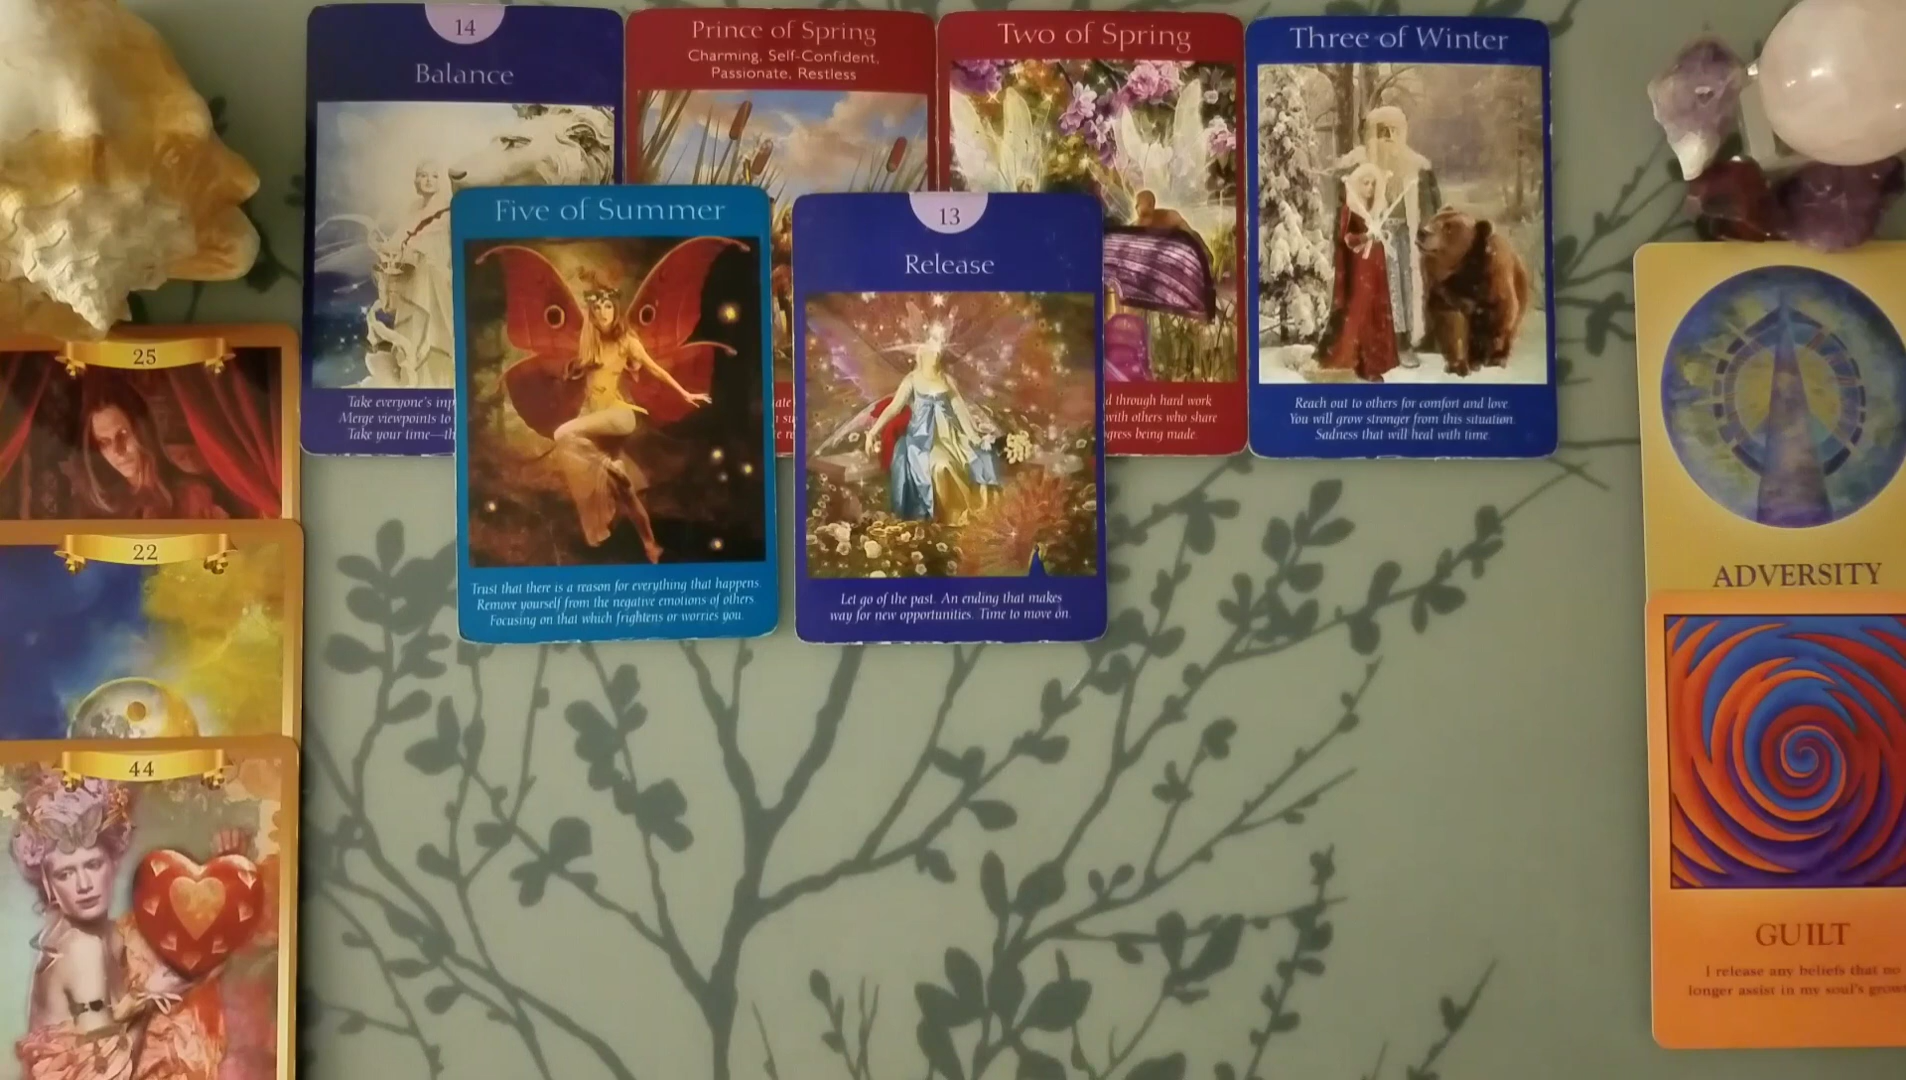 14
Balance
Take everyone's inp
Merge viewpoints to
Take your time—th
Prince of Spring
Charming, Self-Confident,
Passionate, Restless
Two of Spring
d through hard work
with others who share
gress being made.
Three of Winter
Reach out to others for comfort and love.
You will grow stronger from this situation.
Sadness that will heal with time.
Five of Summer
Trust that there is a reason for everything that happens.
Remove yourself from the negative emotions of others.
Focusing on that which frightens or worries you.
13
Release
Let go of the past. An ending that makes
way for new opportunities. Time to move on.
25
22
44
ADVERSITY
GUILT
I release any beliefs that no
longer assist in my soul's grow